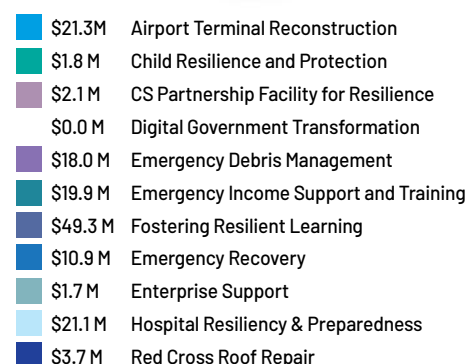 $21.3M Airport Terminal Reconstruction
$1.8 M Child Resilience and Protection
$2.1 M CS Partnership Facility for Resilience
$0.0 M Digital Government Transformation
$18.0 M Emergency Debris Management
$19.9 M Emergency Income Support and Training
$49.3 M Fostering Resilient Learning
$10.9 M Emergency Recovery
$1.7 M Enterprise Support
$21.1 M Hospital Resiliency & Preparedness
$3.7 M Red Cross Roof Repair